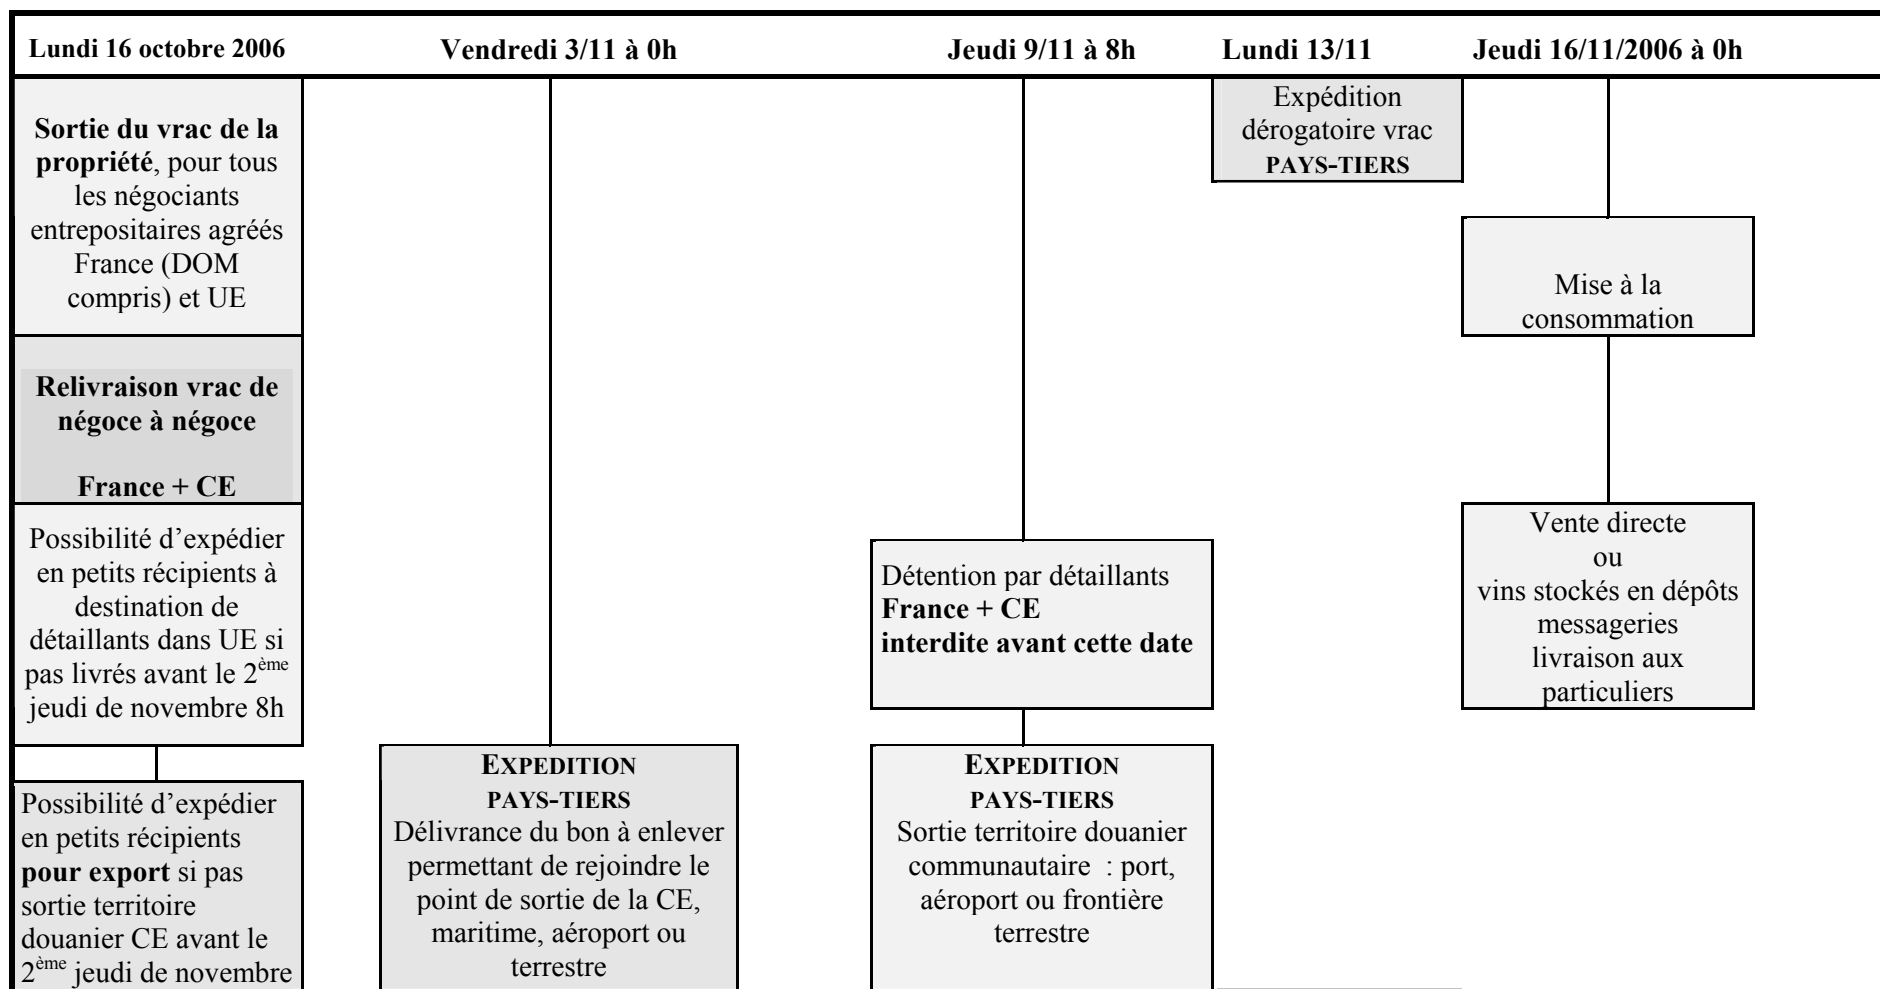 Lundi 16 octobre 2006
Vendredi 3/11 à 0h
Jeudi 9/11 à 8h
Lundi 13/11
Jeudi 16/11/2006 à 0h
Sortie du vrac de la
propriété, pour tous
les négociants
entrepositaires agréés
France (DOM
compris) et UE
Relivraison vrac de
négoce à négoce
France + CE
Possibilité d’expédier
en petits récipients à
destination de
détaillants dans UE si
pas livrés avant le 2ème
jeudi de novembre 8h
Possibilité d’expédier
en petits récipients
pour export si pas
sortie territoire
douanier CE avant le
2ème jeudi de novembre
EXPEDITION
PAYS-TIERS
Délivrance du bon à enlever
permettant de rejoindre le
point de sortie de la CE,
maritime, aéroport ou
terrestre
Détention par détaillants
France + CE
interdite avant cette date
EXPEDITION
PAYS-TIERS
Sortie territoire douanier
communautaire : port,
aéroport ou frontière
terrestre
Expédition
dérogatoire vrac
PAYS-TIERS
Mise à la
consommation
Vente directe
ou
vins stockés en dépôts
messageries
livraison aux
particuliers